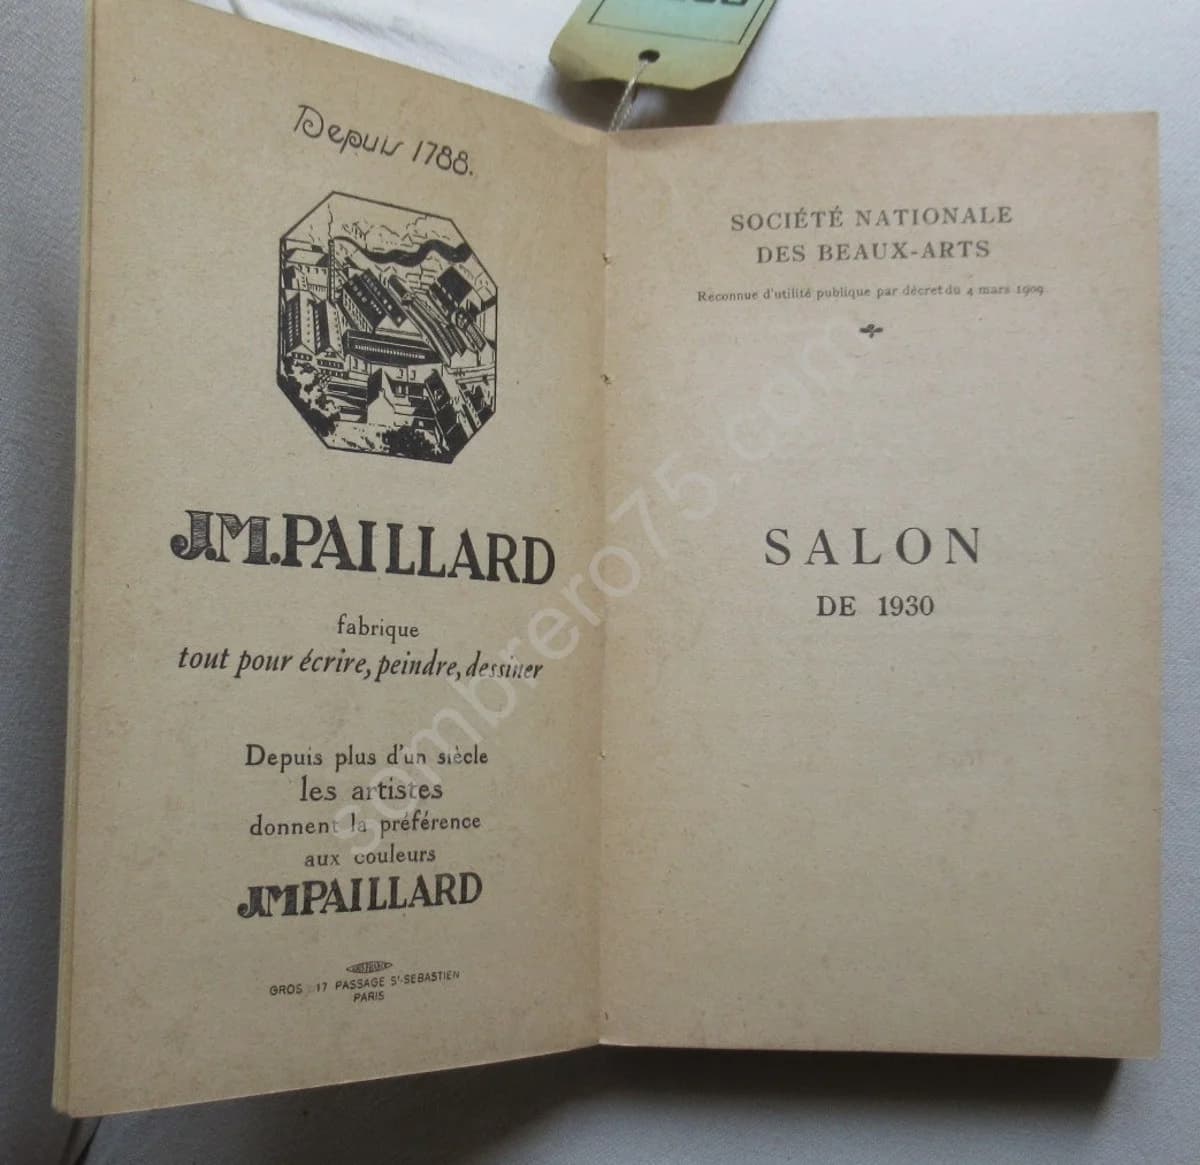 Depuis 1788.
J.M.PAILLARD
fabrique
tout pour écrire, peindre, dessiner
Depuis plus d'un siècle
les artistes
donnent la préférence
aux couleurs
JMPAILLARD
GROS : 17 PASSAGE St-SEBASTIEN
PARIS
SOCIÉTÉ NATIONALE
DES BEAUX-ARTS
Reconnue d'utilité publique par décret du 4 mars 1909
SALON
DE 1930
sombrero75.com